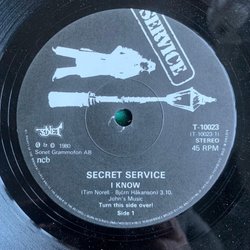 SERVICE
T-10023
(T-10023-1)
STEREO
45 RPM
SONET
℗ & © 1980
Sonet Grammofon AB
ncb
SECRET SERVICE
I KNOW
(Tim Norell - Björn Håkanson) 3.10.
John's Music
Turn this side over!
Side 1